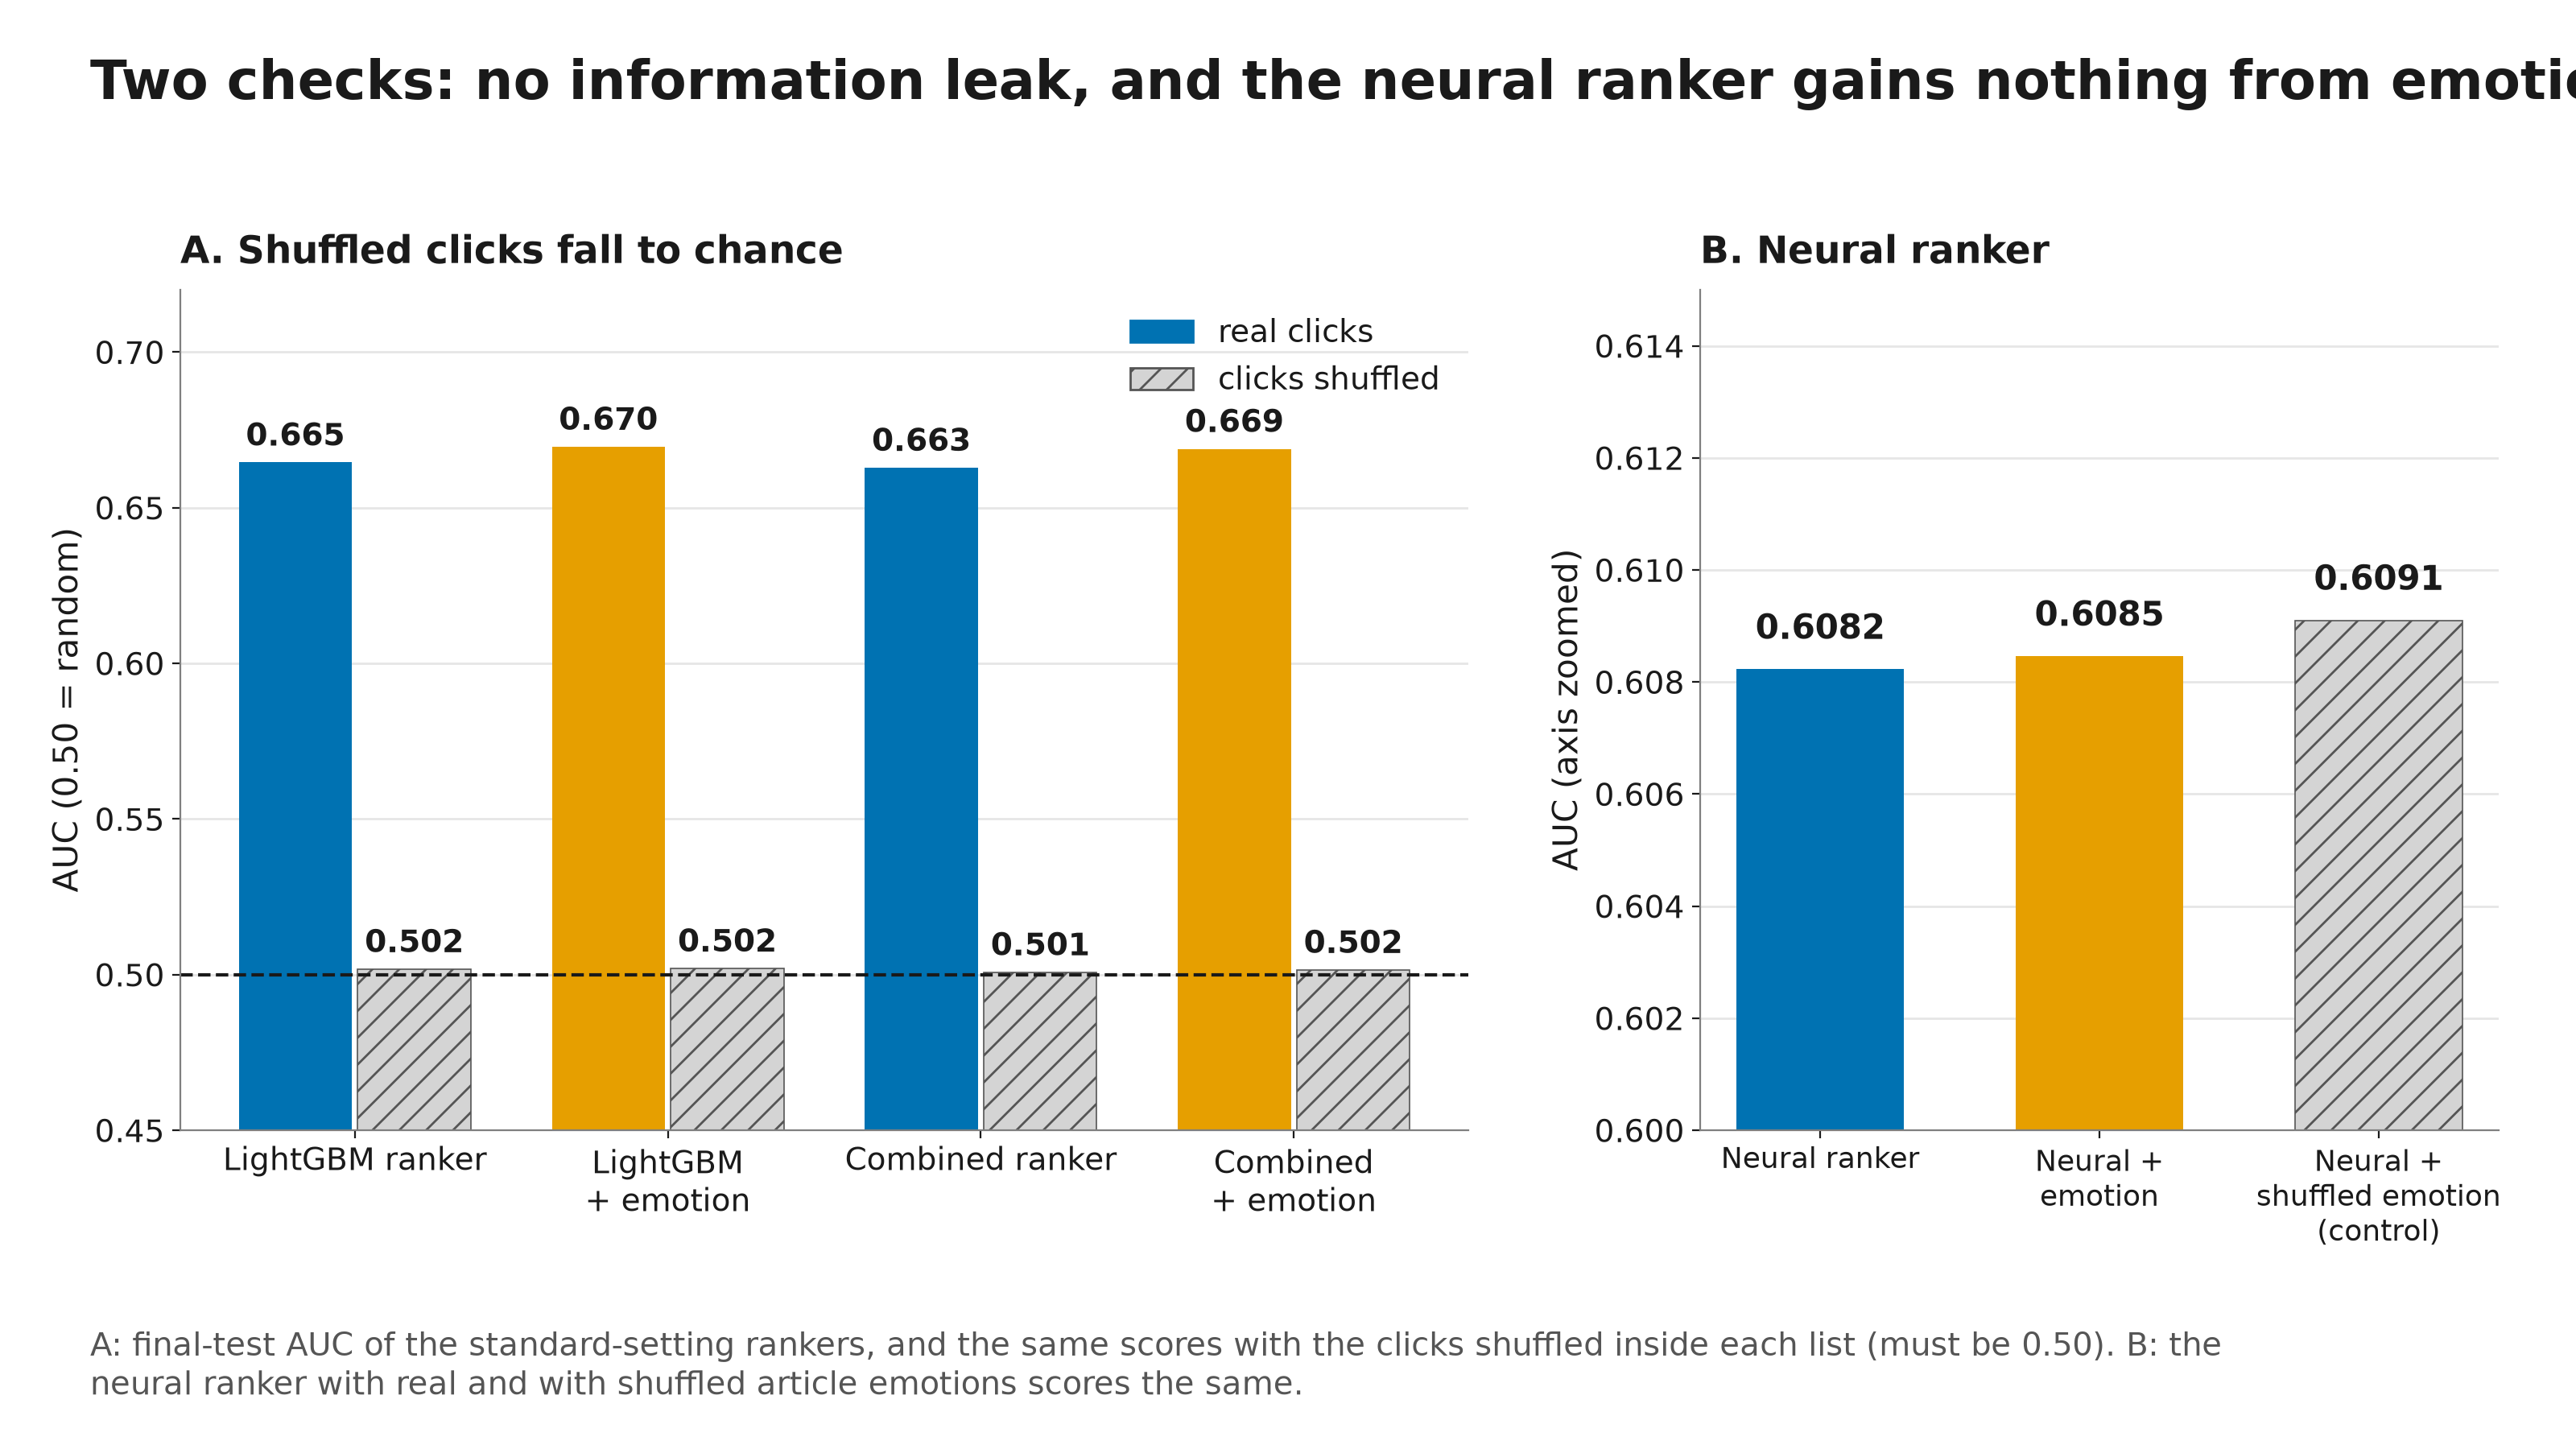 Two checks: no information leak, and the neural ranker gains nothing from
A. Shuffled clicks fall to chance
AUC (0.50 = random)
0.70
0.65
0.60
0.55
0.50
0.45
real clicks
clicks shuffled
0.665
0.502
0.670
0.502
0.663
0.501
0.669
0.502
LightGBM ranker
LightGBM
+ emotion
Combined ranker
Combined
+ emotion
B. Neural ranker
AUC (axis zoomed)
0.614
0.612
0.610
0.608
0.606
0.604
0.602
0.600
0.6082
0.6085
0.6091
Neural ranker
Neural +
emotion
Neural +
shuffled emotion
(control)
A: final-test AUC of the standard-setting rankers, and the same scores with the clicks shuffled inside each list (must be 0.50). B: the
neural ranker with real and with shuffled article emotions scores the same.